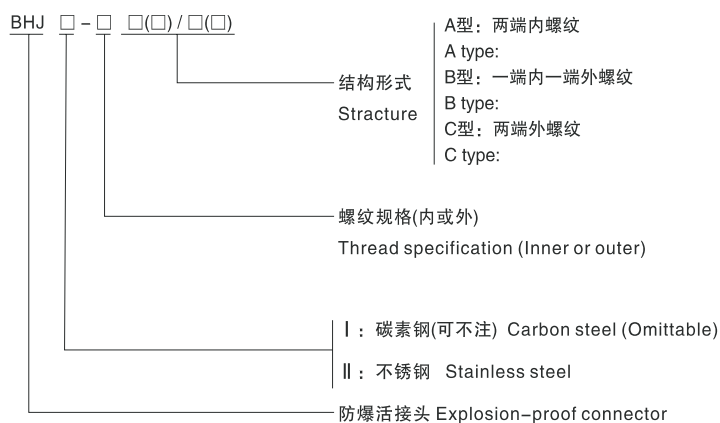 BHJ □-□ □(□)/□(□)
结构形式
Stracture
A型：两端内螺纹
A type:
B型：一端内一端外螺纹
B type:
C型：两端外螺纹
C type:
螺纹规格(内或外)
Thread specification (Inner or outer)
Ⅰ：碳素钢(可不注) Carbon steel (Omittable)
Ⅱ：不锈钢 Stainless steel
防爆活接头 Explosion-proof connector